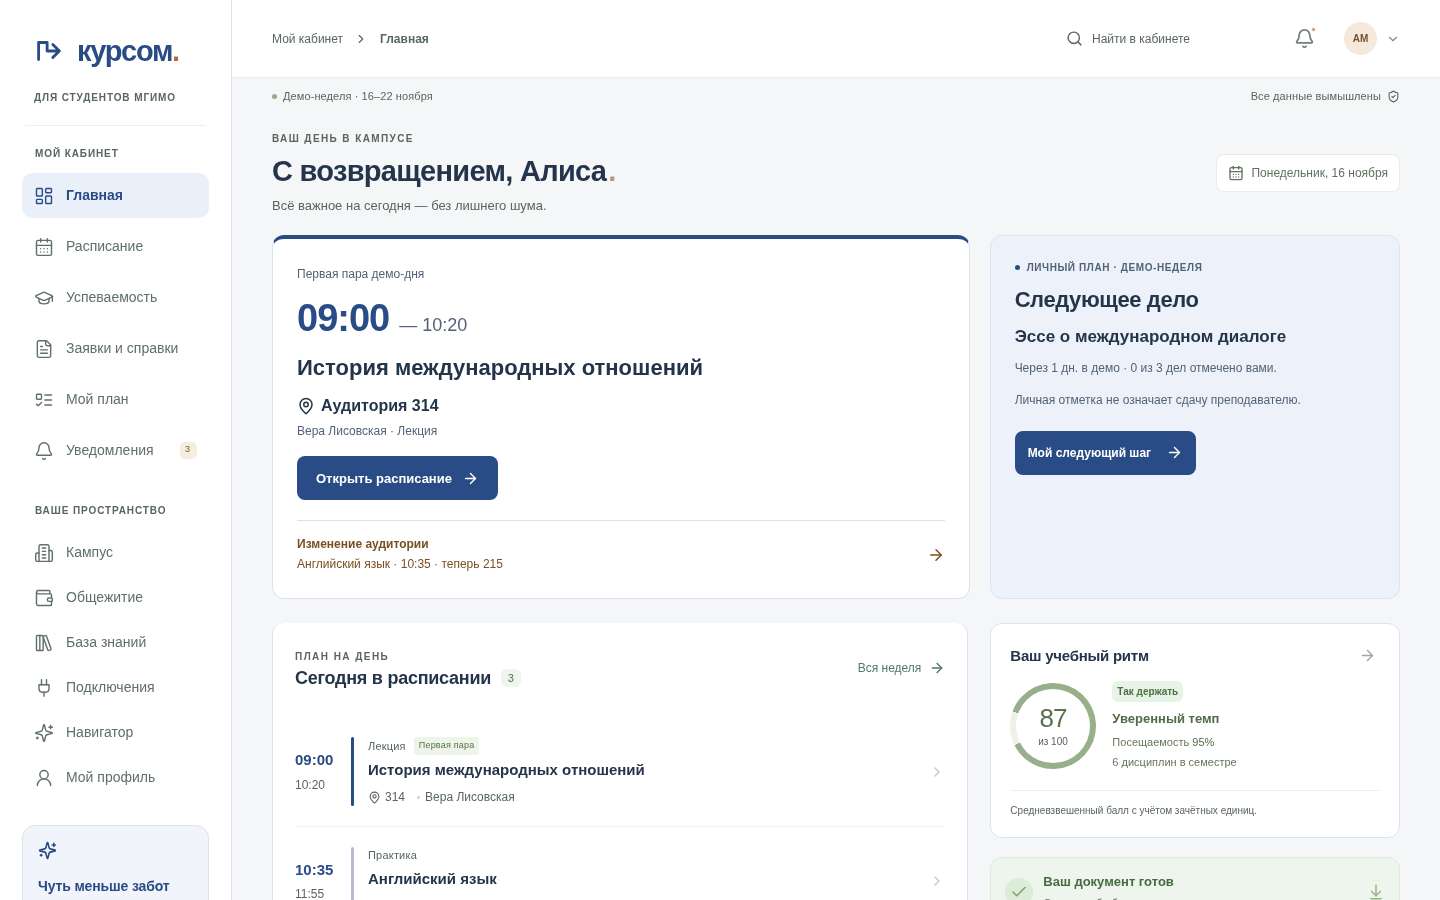 курсом.
ДЛЯ СТУДЕНТОВ МГИМО
МОЙ КАБИНЕТ
Главная
Расписание
Успеваемость
Заявки и справки
Мой план
Уведомления 3
ВАШЕ ПРОСТРАНСТВО
Кампус
Общежитие
База знаний
Подключения
Навигатор
Мой профиль
Чуть меньше забот
Мой кабинет Главная
Найти в кабинете
АМ
Демо-неделя · 16–22 ноября
Все данные вымышлены
ВАШ ДЕНЬ В КАМПУСЕ
С возвращением, Алиса.
Всё важное на сегодня — без лишнего шума.
Понедельник, 16 ноября
Первая пара демо-дня
09:00 — 10:20
История международных отношений
Аудитория 314
Вера Лисовская · Лекция
Открыть расписание
Изменение аудитории
Английский язык · 10:35 · теперь 215
ЛИЧНЫЙ ПЛАН · ДЕМО-НЕДЕЛЯ
Следующее дело
Эссе о международном диалоге
Через 1 дн. в демо · 0 из 3 дел отмечено вами.
Личная отметка не означает сдачу преподавателю.
Мой следующий шаг
ПЛАН НА ДЕНЬ
Сегодня в расписании 3
Вся неделя
09:00
10:20
Лекция Первая пара
История международных отношений
314 · Вера Лисовская
10:35
11:55
Практика
Английский язык
Ваш учебный ритм
87
из 100
Так держать
Уверенный темп
Посещаемость 95%
6 дисциплин в семестре
Средневзвешенный балл с учётом зачётных единиц.
Ваш документ готов